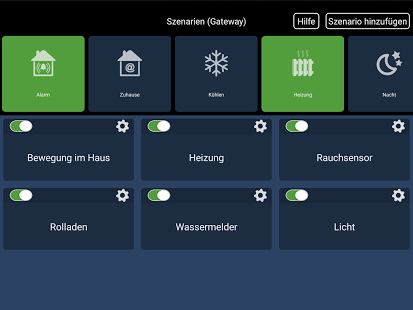 Szenarien (Gateway)
Hilfe
Szenario hinzufügen
@
Alarm
Zuhause
Kühlen
Heizung
Nacht
Bewegung im Haus
Heizung
Rauchsensor
Rolladen
Wassermelder
Licht